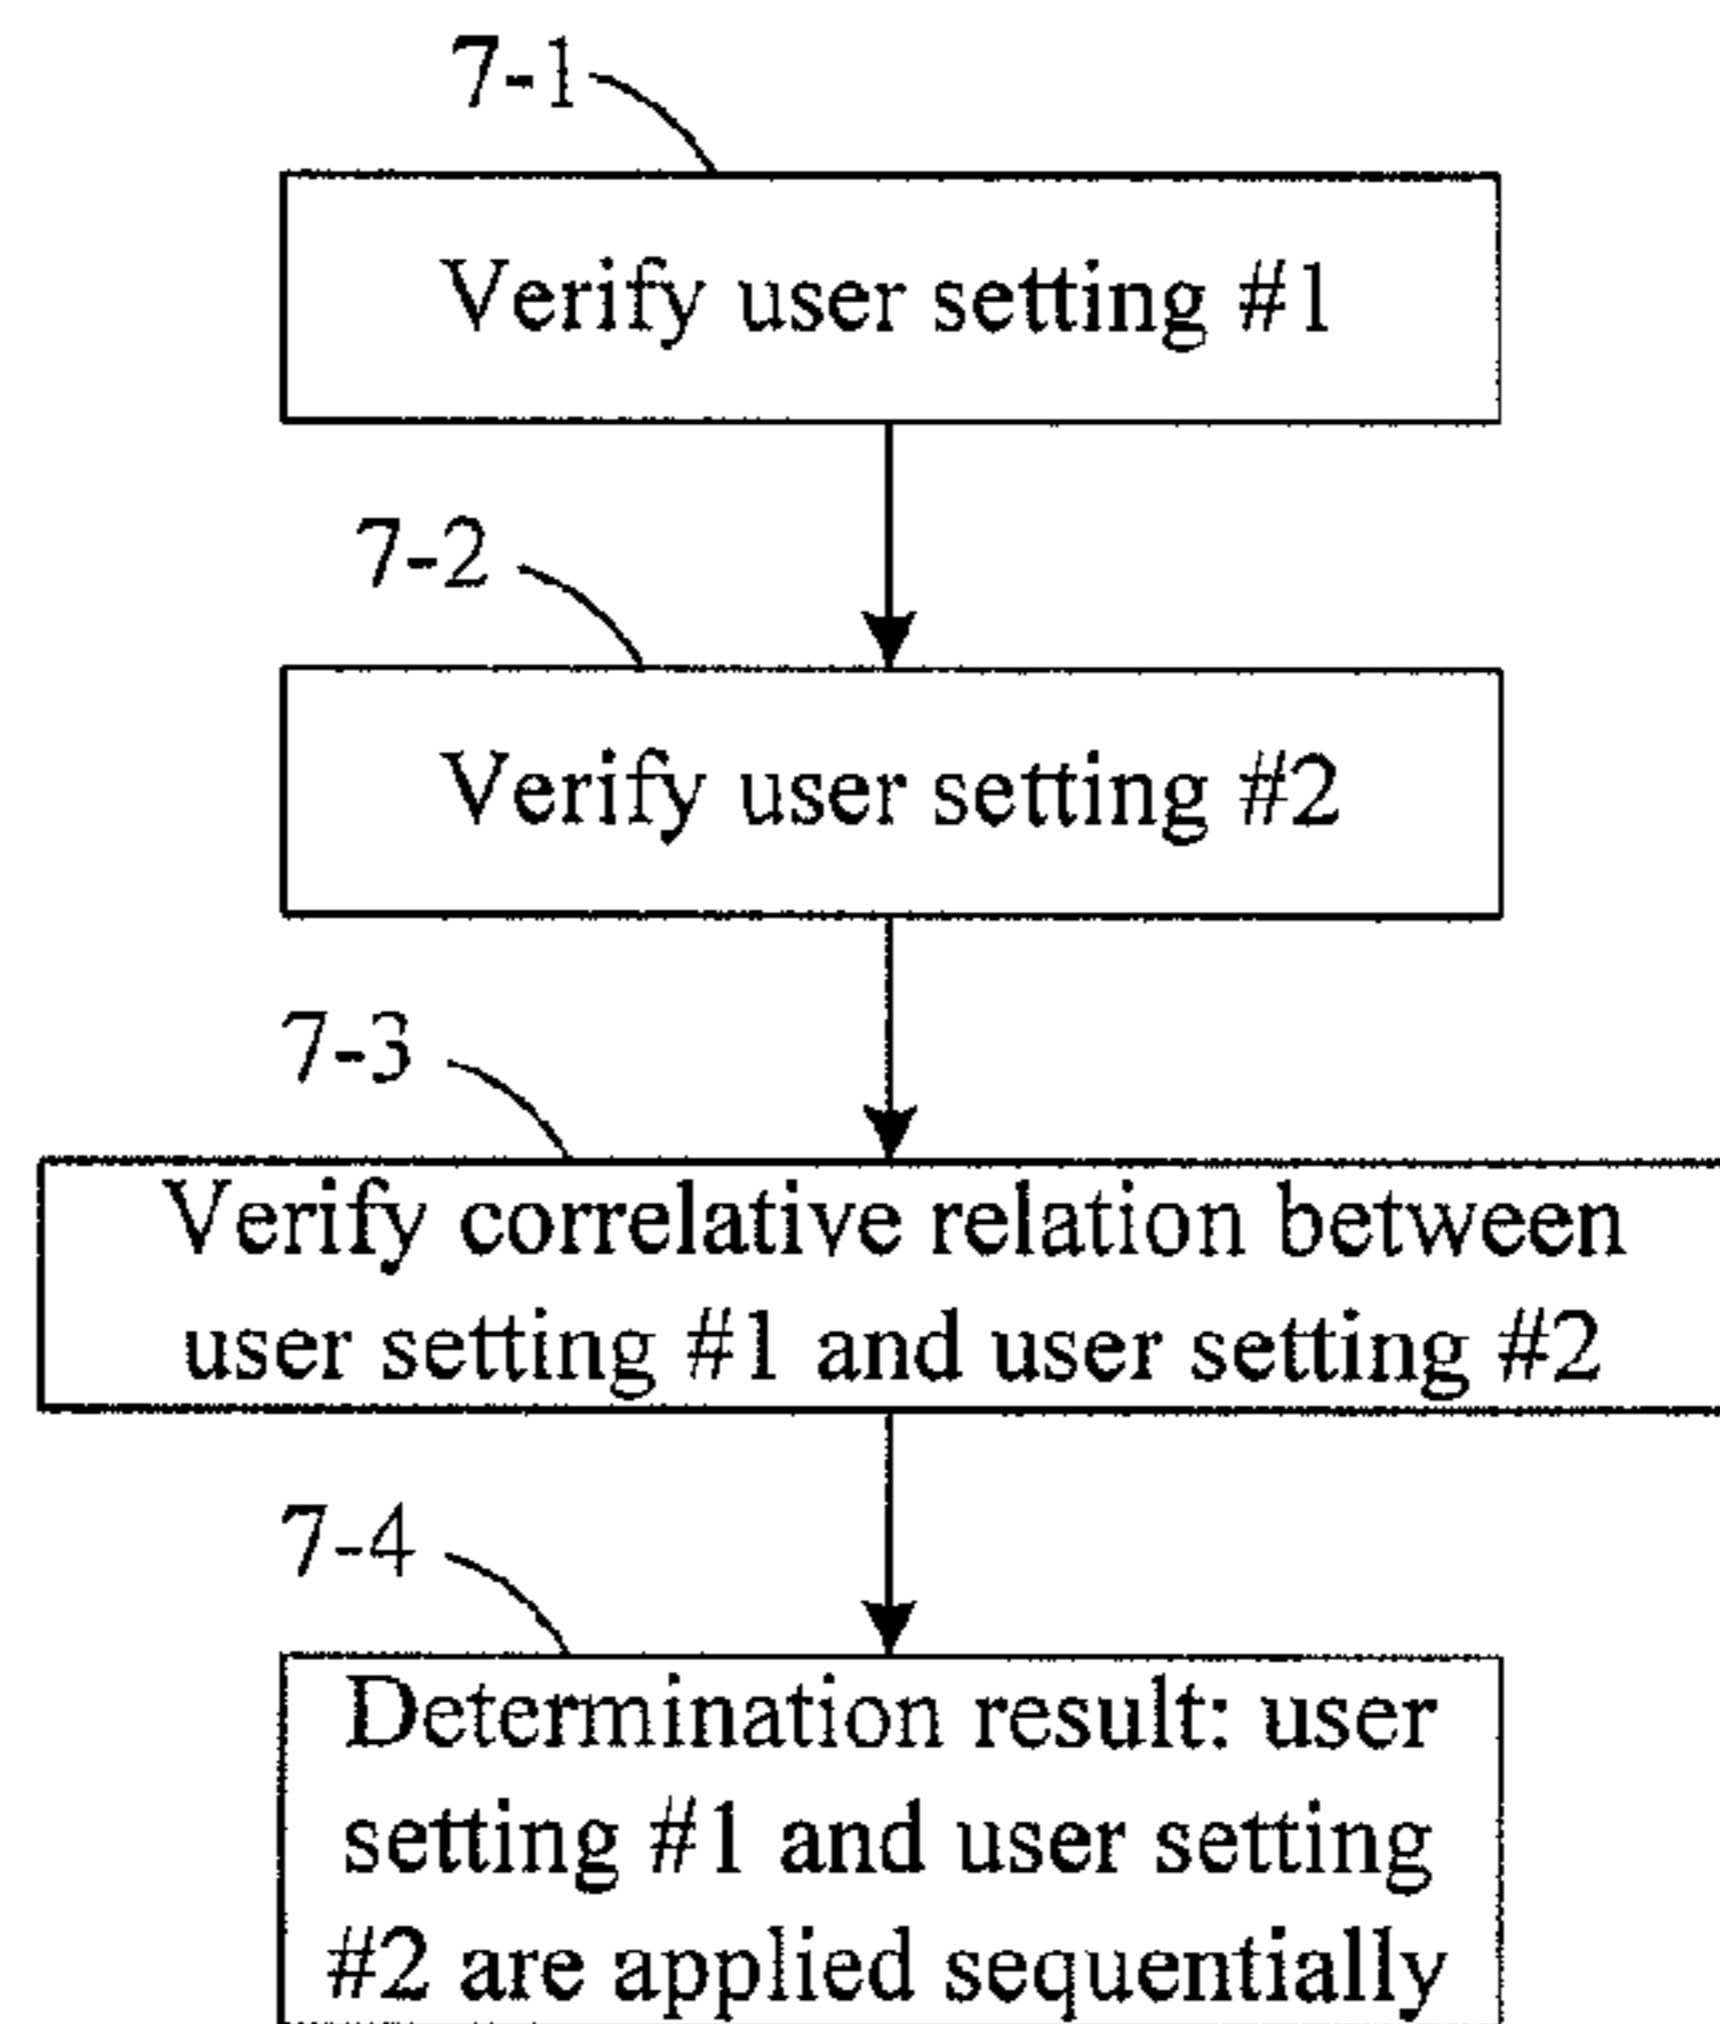 7-1
Verify user setting #1
7-2
Verify user setting #2
7-3
Verify correlative relation between
user setting #1 and user setting #2
7-4
Determination result: user
setting #1 and user setting
#2 are applied sequentially